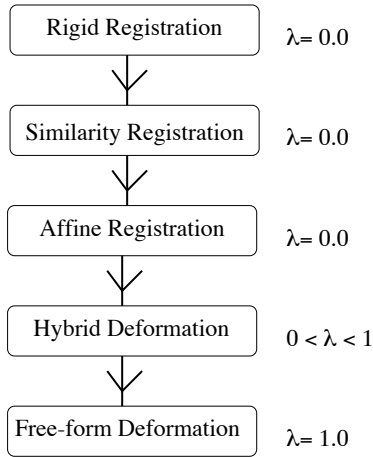 Rigid Registration λ= 0.0
Similarity Registration λ= 0.0
Affine Registration λ= 0.0
Hybrid Deformation 0 < λ < 1
Free-form Deformation λ= 1.0